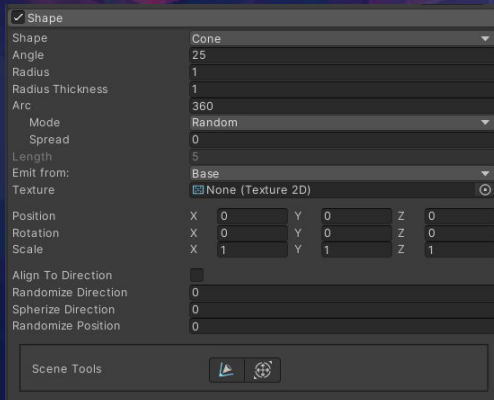 Shape
Shape Cone
Angle 25
Radius 1
Radius Thickness 1
Arc 360
Mode Random
Spread 0
Length 5
Emit from: Base
Texture None (Texture 2D)
Position X 0 Y 0 Z 0
Rotation X 0 Y 0 Z 0
Scale X 1 Y 1 Z 1
Align To Direction
Randomize Direction 0
Spherize Direction 0
Randomize Position 0
Scene Tools